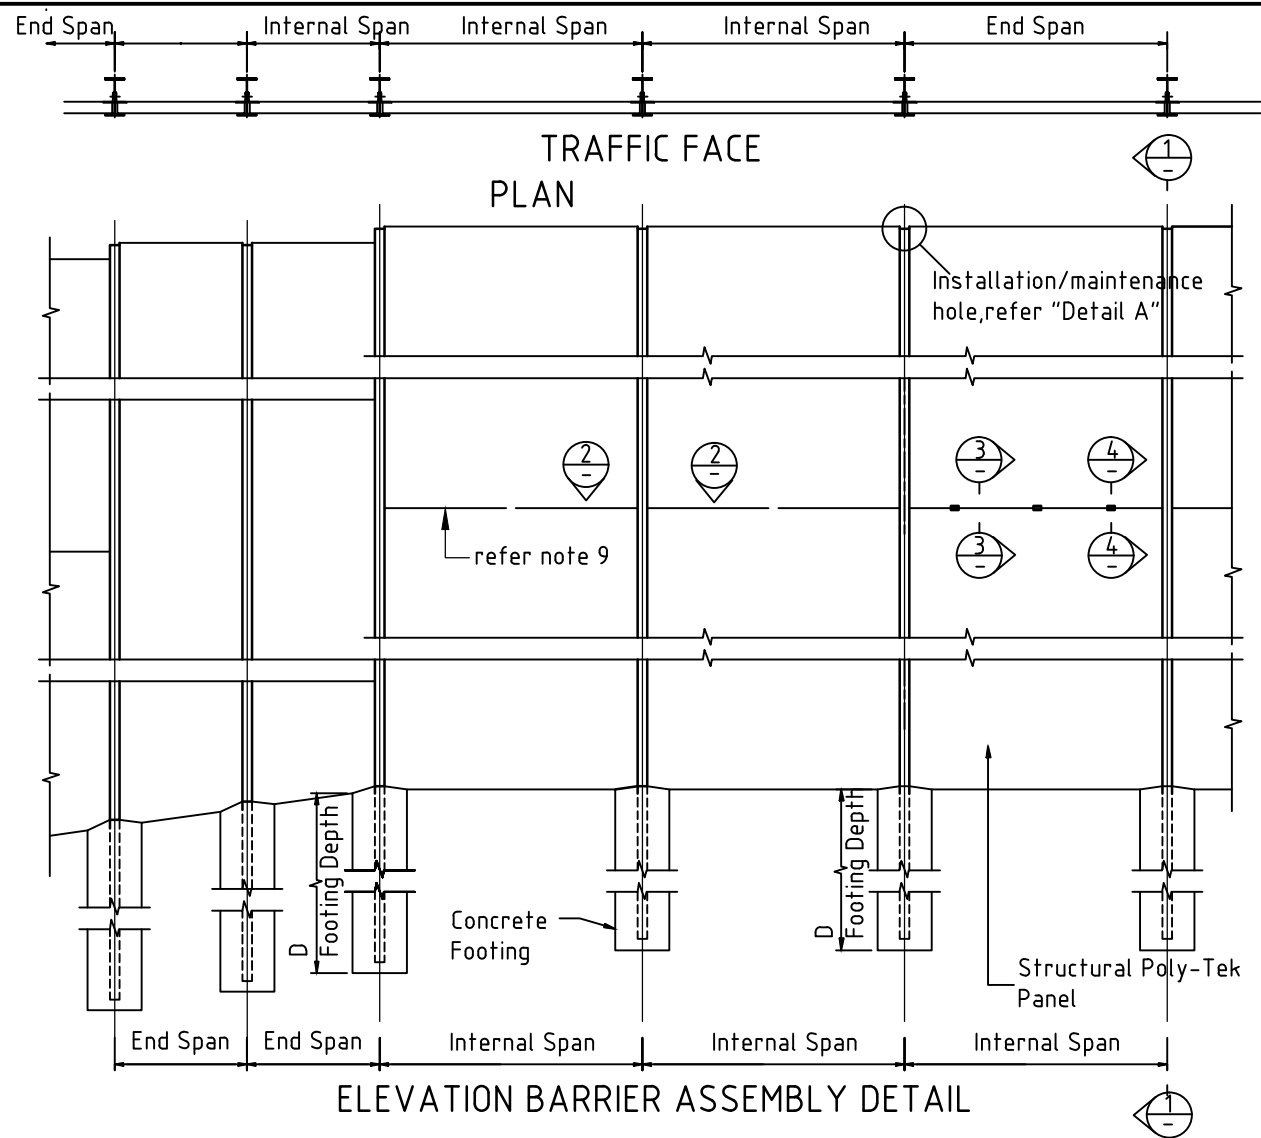 End Span
Internal Span
Internal Span
Internal Span
End Span
TRAFFIC FACE
1
-
PLAN
Installation/maintenance
hole,refer "Detail A"
2
-
2
-
3
-
4
-
refer note 9
3
-
4
-
D
Footing Depth
D
Footing Depth
Concrete
Footing
Structural Poly-Tek
Panel
End Span
End Span
Internal Span
Internal Span
Internal Span
ELEVATION BARRIER ASSEMBLY DETAIL
1
-